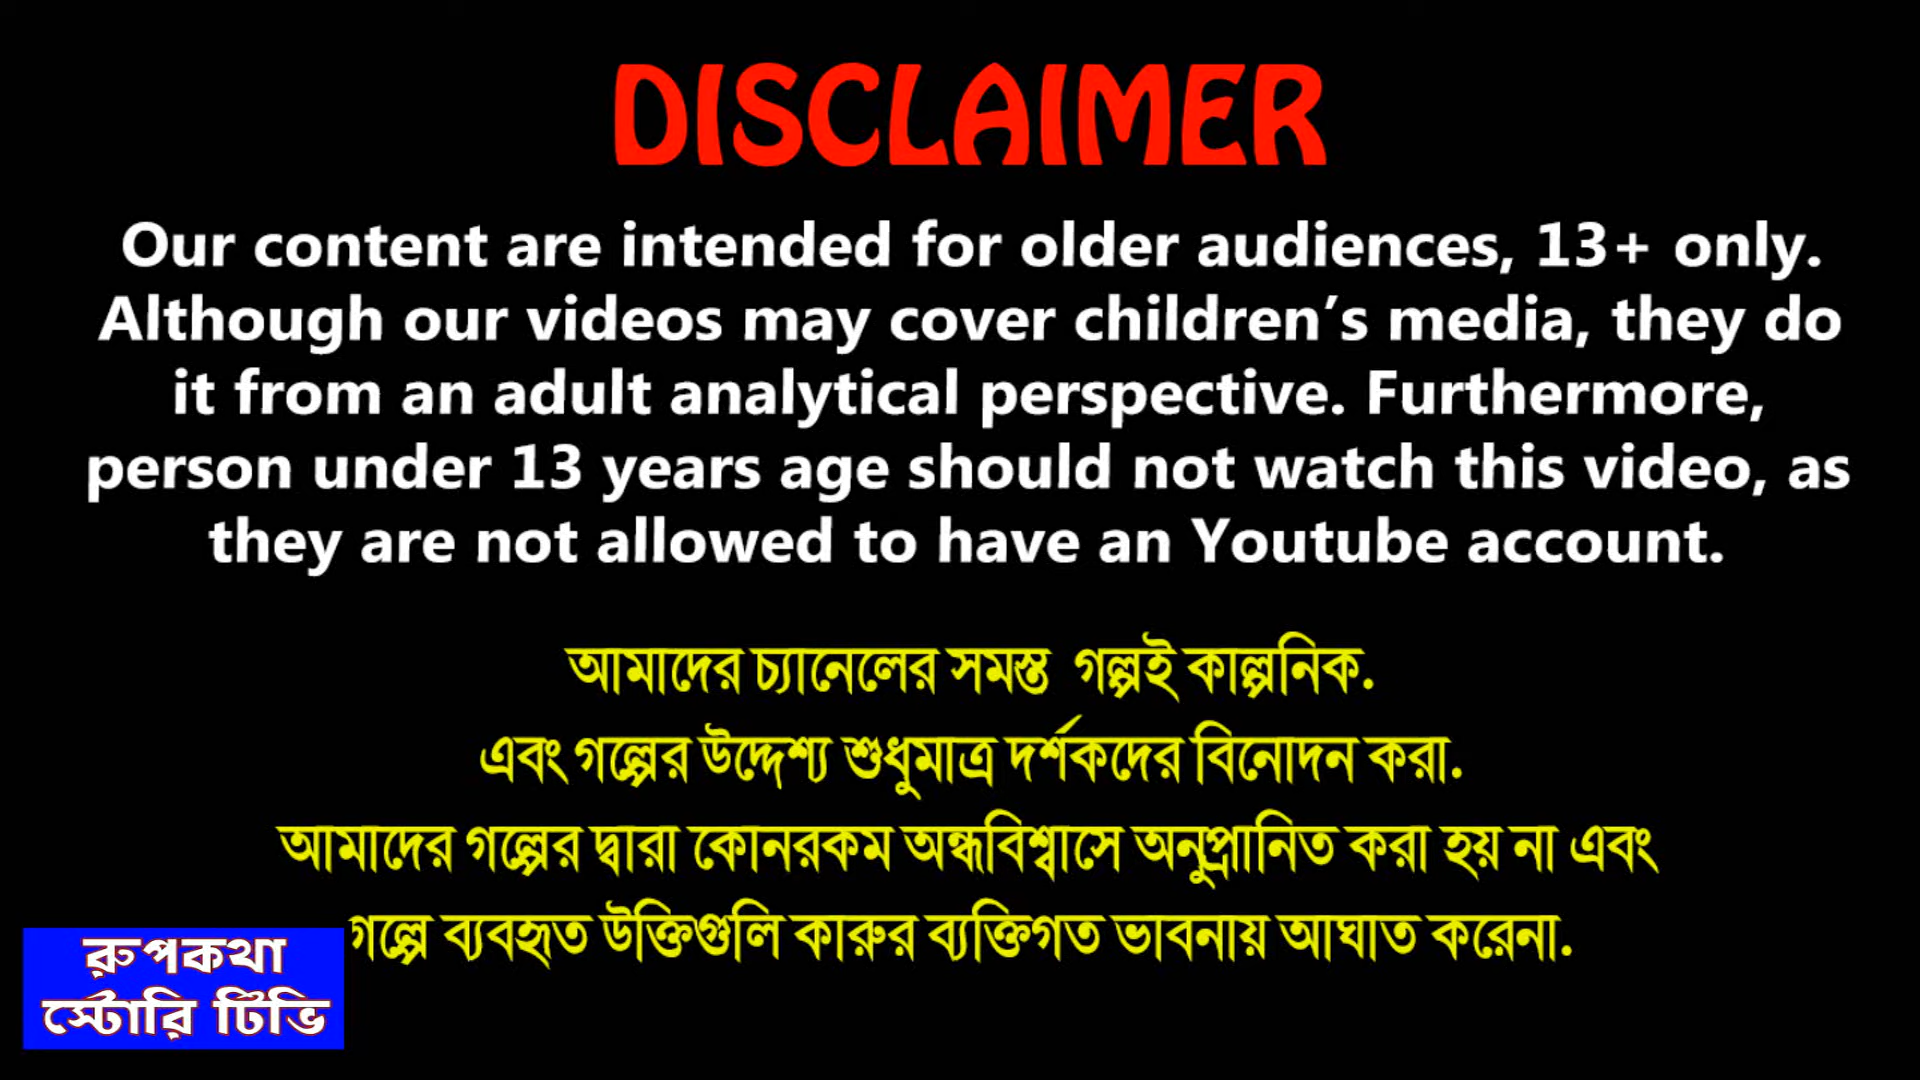 DISCLAIMER
Our content are intended for older audiences, 13+ only.
Although our videos may cover children’s media, they do
it from an adult analytical perspective. Furthermore,
person under 13 years age should not watch this video, as
they are not allowed to have an Youtube account.
আমাদের চ্যানেলের সমস্ত গল্পই কাল্পনিক.
এবং গল্পের উদ্দেশ্য শুধুমাত্র দর্শকদের বিনোদন করা.
আমাদের গল্পের দ্বারা কোনরকম অন্ধবিশ্বাসে অনুপ্রানিত করা হয় না এবং
গল্পে ব্যবহৃত উক্তিগুলি কারুর ব্যক্তিগত ভাবনায় আঘাত করেনা.
রুপকথা
স্টোরি টিভি